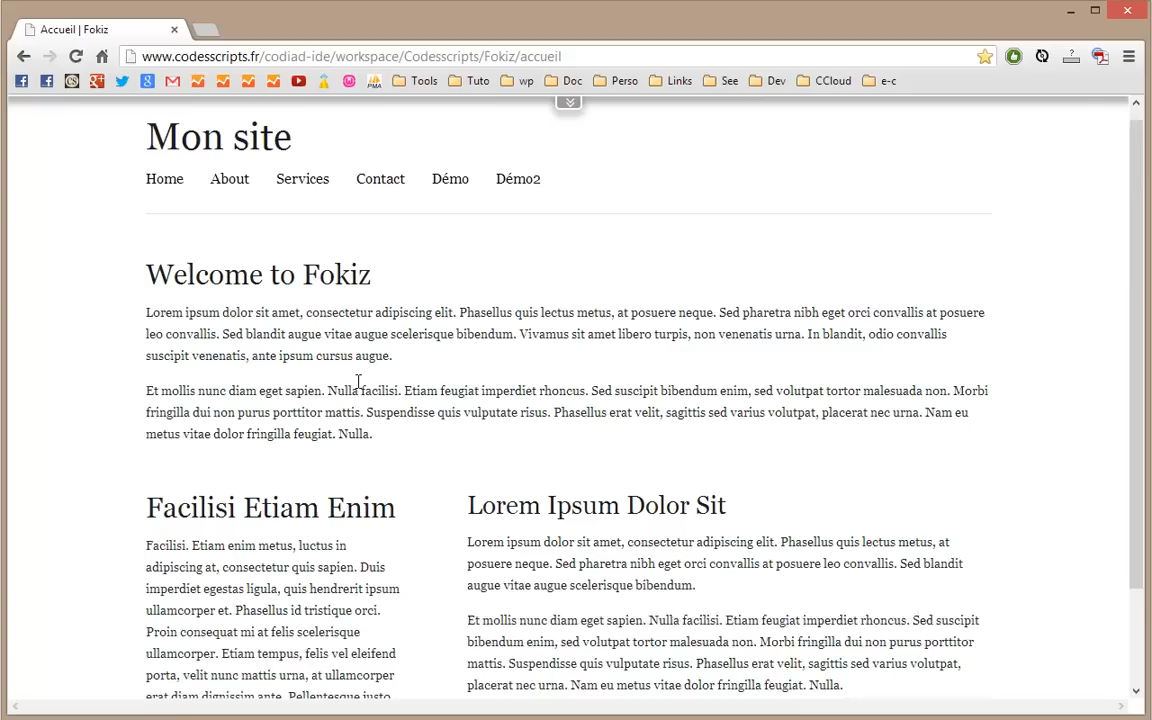 Accueil | Fokiz
www.codesscripts.fr/codiad-ide/workspace/Codesscripts/Fokiz/accueil
Tools Tuto wp Doc Perso Links See Dev CCloud e-c
Mon site
Home About Services Contact Démo Démo2
Welcome to Fokiz
Lorem ipsum dolor sit amet, consectetur adipiscing elit. Phasellus quis lectus metus, at posuere neque. Sed pharetra nibh eget orci convallis at posuere
leo convallis. Sed blandit augue vitae augue scelerisque bibendum. Vivamus sit amet libero turpis, non venenatis urna. In blandit, odio convallis
suscipit venenatis, ante ipsum cursus augue.
Et mollis nunc diam eget sapien. Nulla facilisi. Etiam feugiat imperdiet rhoncus. Sed suscipit bibendum enim, sed volutpat tortor malesuada non. Morbi
fringilla dui non purus porttitor mattis. Suspendisse quis vulputate risus. Phasellus erat velit, sagittis sed varius volutpat, placerat nec urna. Nam eu
metus vitae dolor fringilla feugiat. Nulla.
Facilisi Etiam Enim
Facilisi. Etiam enim metus, luctus in
adipiscing at, consectetur quis sapien. Duis
imperdiet egestas ligula, quis hendrerit ipsum
ullamcorper et. Phasellus id tristique orci.
Proin consequat mi at felis scelerisque
ullamcorper. Etiam tempus, felis vel eleifend
porta, velit nunc mattis urna, at ullamcorper
erat diam dignissim ante. Pellentesque justo
Lorem Ipsum Dolor Sit
Lorem ipsum dolor sit amet, consectetur adipiscing elit. Phasellus quis lectus metus, at
posuere neque. Sed pharetra nibh eget orci convallis at posuere leo convallis. Sed blandit
augue vitae augue scelerisque bibendum.
Et mollis nunc diam eget sapien. Nulla facilisi. Etiam feugiat imperdiet rhoncus. Sed suscipit
bibendum enim, sed volutpat tortor malesuada non. Morbi fringilla dui non purus porttitor
mattis. Suspendisse quis vulputate risus. Phasellus erat velit, sagittis sed varius volutpat,
placerat nec urna. Nam eu metus vitae dolor fringilla feugiat. Nulla.